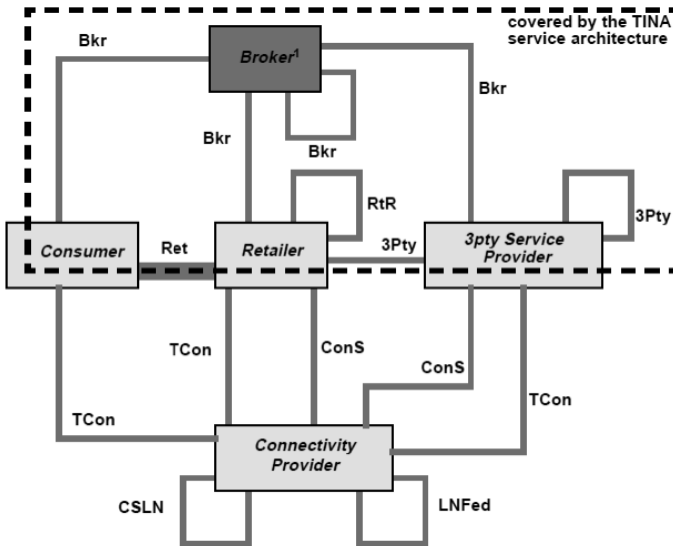 covered by the TINA
service architecture
Bkr
Broker1
Bkr
Bkr
Bkr
RtR
3Pty
Consumer
Ret
Retailer
3Pty
3pty Service
Provider
TCon
ConS
ConS
TCon
TCon
Connectivity
Provider
CSLN
LNFed